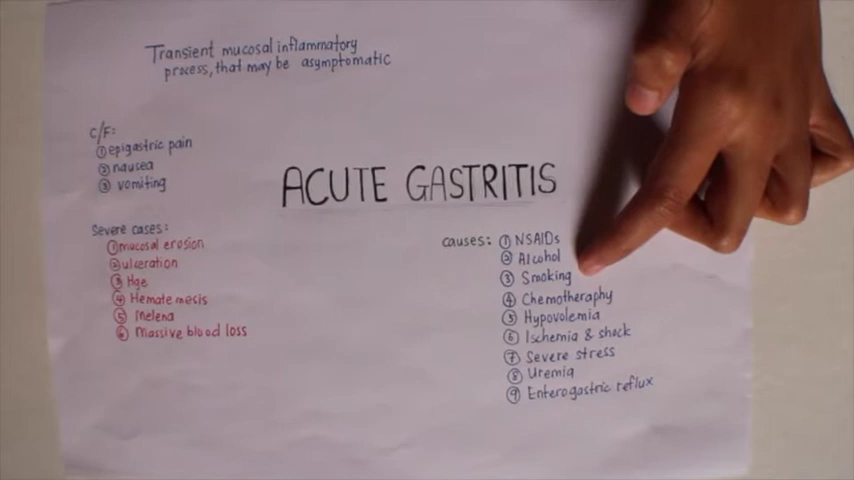 Transient mucosal inflammatory
process, that may be asymptomatic
C/F:
① epigastric pain
② nausea
③ vomiting
ACUTE GASTRITIS
Severe cases:
① mucosal erosion
② ulceration
③ Hge
④ Hematemesis
⑤ Melena
⑥ Massive blood loss
causes: ① NSAIDs
② Alcohol
③ Smoking
④ Chemotheraphy
⑤ Hypovolemia
⑥ Ischemia & shock
⑦ Severe stress
⑧ Uremia
⑨ Enterogastric reflux